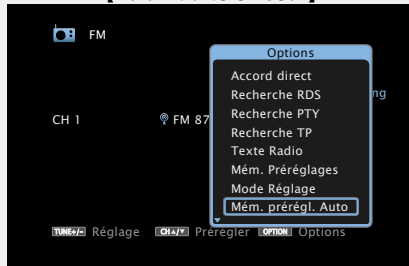 FM
Options
Accord direct
Recherche RDS
ng
Recherche PTY
CH 1
FM 87
Recherche TP
Texte Radio
Mém. Préréglages
Mode Réglage
Mém. prérégl. Auto
TUNE+/- Réglage CH▲/▼ Prérégler OPTION Options